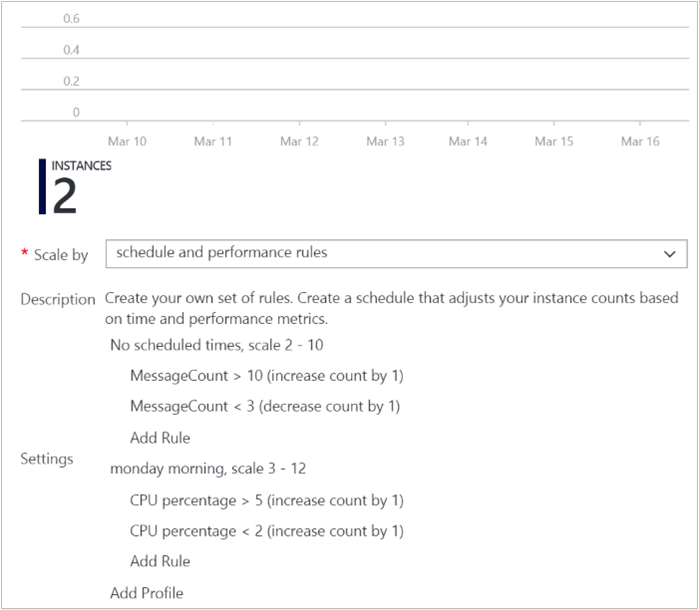 0.6
0.4
0.2
0
Mar 10 Mar 11 Mar 12 Mar 13 Mar 14 Mar 15 Mar 16
INSTANCES
2
* Scale by schedule and performance rules
Description Create your own set of rules. Create a schedule that adjusts your instance counts based
on time and performance metrics.
No scheduled times, scale 2 - 10
MessageCount > 10 (increase count by 1)
MessageCount < 3 (decrease count by 1)
Add Rule
Settings
monday morning, scale 3 - 12
CPU percentage > 5 (increase count by 1)
CPU percentage < 2 (increase count by 1)
Add Rule
Add Profile